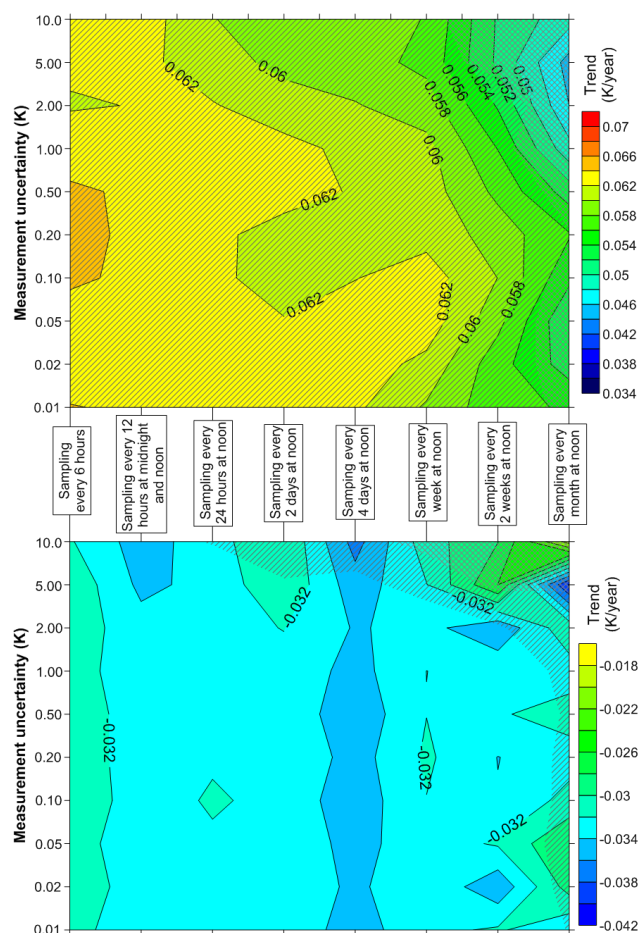 10.0
5.00
2.00
1.00
0.50
0.20
0.10
0.05
0.02
0.01
Measurement uncertainty (K)
0.062
0.06
0.058
0.056
0.054
0.052
0.05
0.06
0.062
0.062
0.062
0.06
0.058
Trend
(K/year)
0.07
0.066
0.062
0.058
0.054
0.05
0.046
0.042
0.038
0.034
Sampling
every 6 hours
Sampling every 12
hours at midnight
and noon
Sampling every
24 hours at noon
Sampling every
2 days at noon
Samping every
4 days at noon
Sampling every
week at noon
Sampling every
2 weeks at noon
Sampling every
month at noon
10.0
5.00
2.00
1.00
0.50
0.20
0.10
0.05
0.02
0.01
Measurement uncertainty (K)
-0.032
-0.032
-0.032
-0.032
-0.032
Trend
(K/year)
-0.018
-0.022
-0.026
-0.03
-0.034
-0.038
-0.042